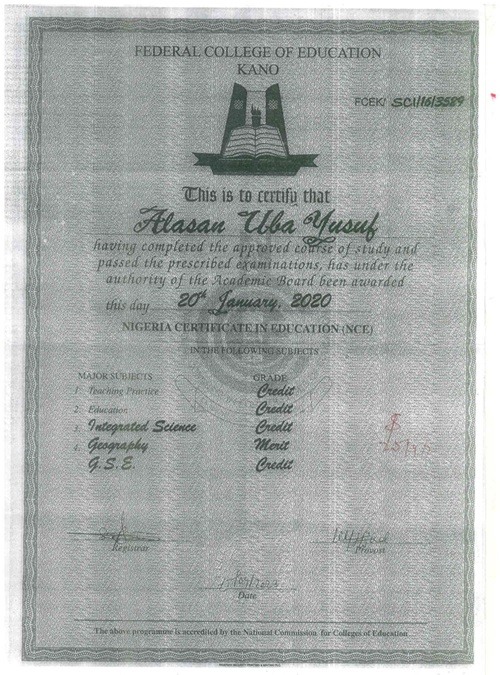 FEDERAL COLLEGE OF EDUCATION
KANO
FCEK/ SCI/16/3589
This is to certify that
Alasan Uba Yusuf
having completed the approved course of study and
passed the prescribed examinations, has under the
authority of the Academic Board been awarded
this day 20th January, 2020
NIGERIA CERTIFICATE IN EDUCATION (NCE)
IN THE FOLLOWING SUBJECTS
MAJOR SUBJECTS GRADE
1. Teaching Practice Credit
2. Education Credit
3. Integrated Science Credit
4. Geography Merit
G.S.E. Credit
Registrar
Provost
Date
The above programme is accredited by the National Commission for Colleges of Education